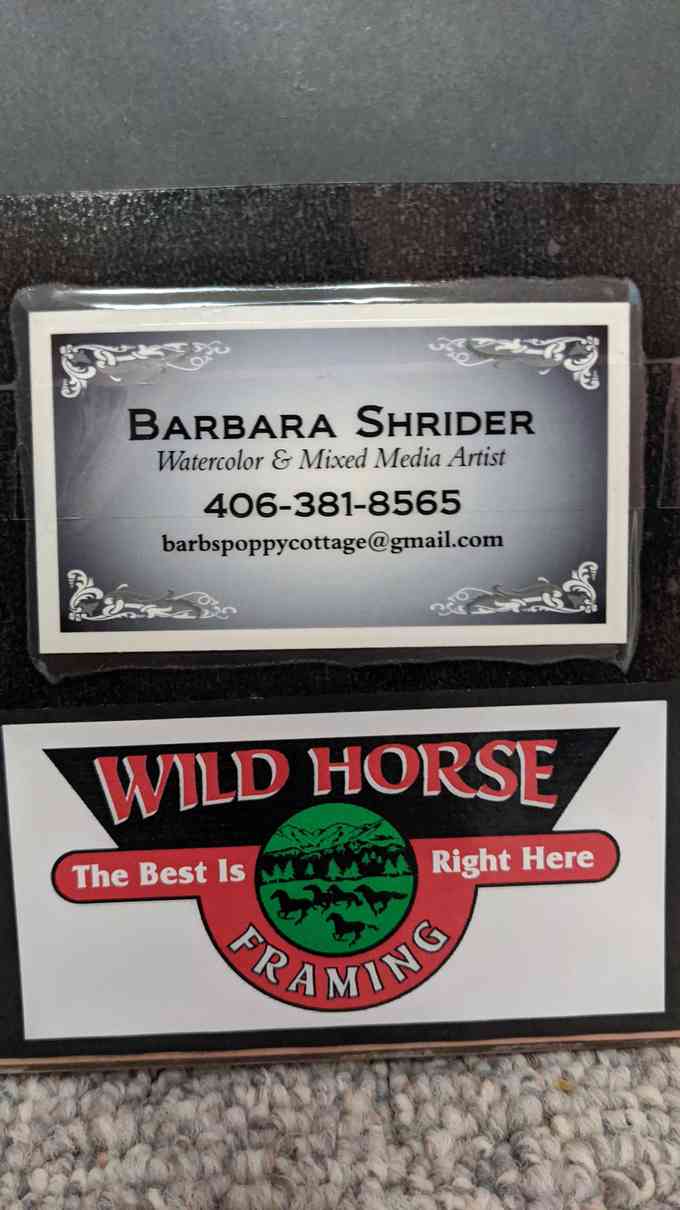 BARBARA SHRIDER
Watercolor & Mixed Media Artist
406-381-8565
barbspoppycottage@gmail.com
WILD HORSE
The Best Is Right Here
FRAMING